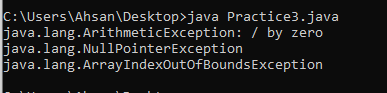 C:\Users\Ahsan\Desktop>java Practice3.java
java.lang.ArithmeticException: / by zero
java.lang.NullPointerException
java.lang.ArrayIndexOutOfBoundsException